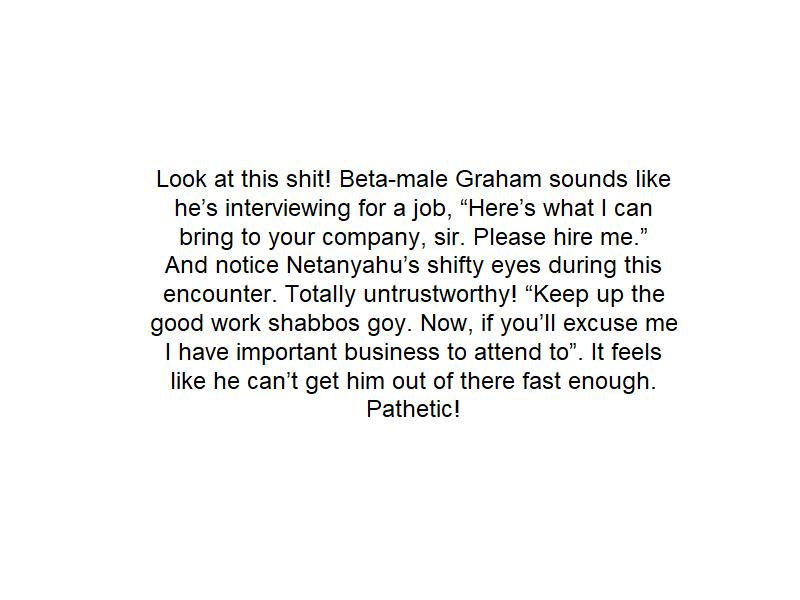 Look at this shit! Beta-male Graham sounds like
he’s interviewing for a job, “Here’s what I can
bring to your company, sir. Please hire me.”
And notice Netanyahu’s shifty eyes during this
encounter. Totally untrustworthy! “Keep up the
good work shabbos goy. Now, if you’ll excuse me
I have important business to attend to”. It feels
like he can’t get him out of there fast enough.
Pathetic!